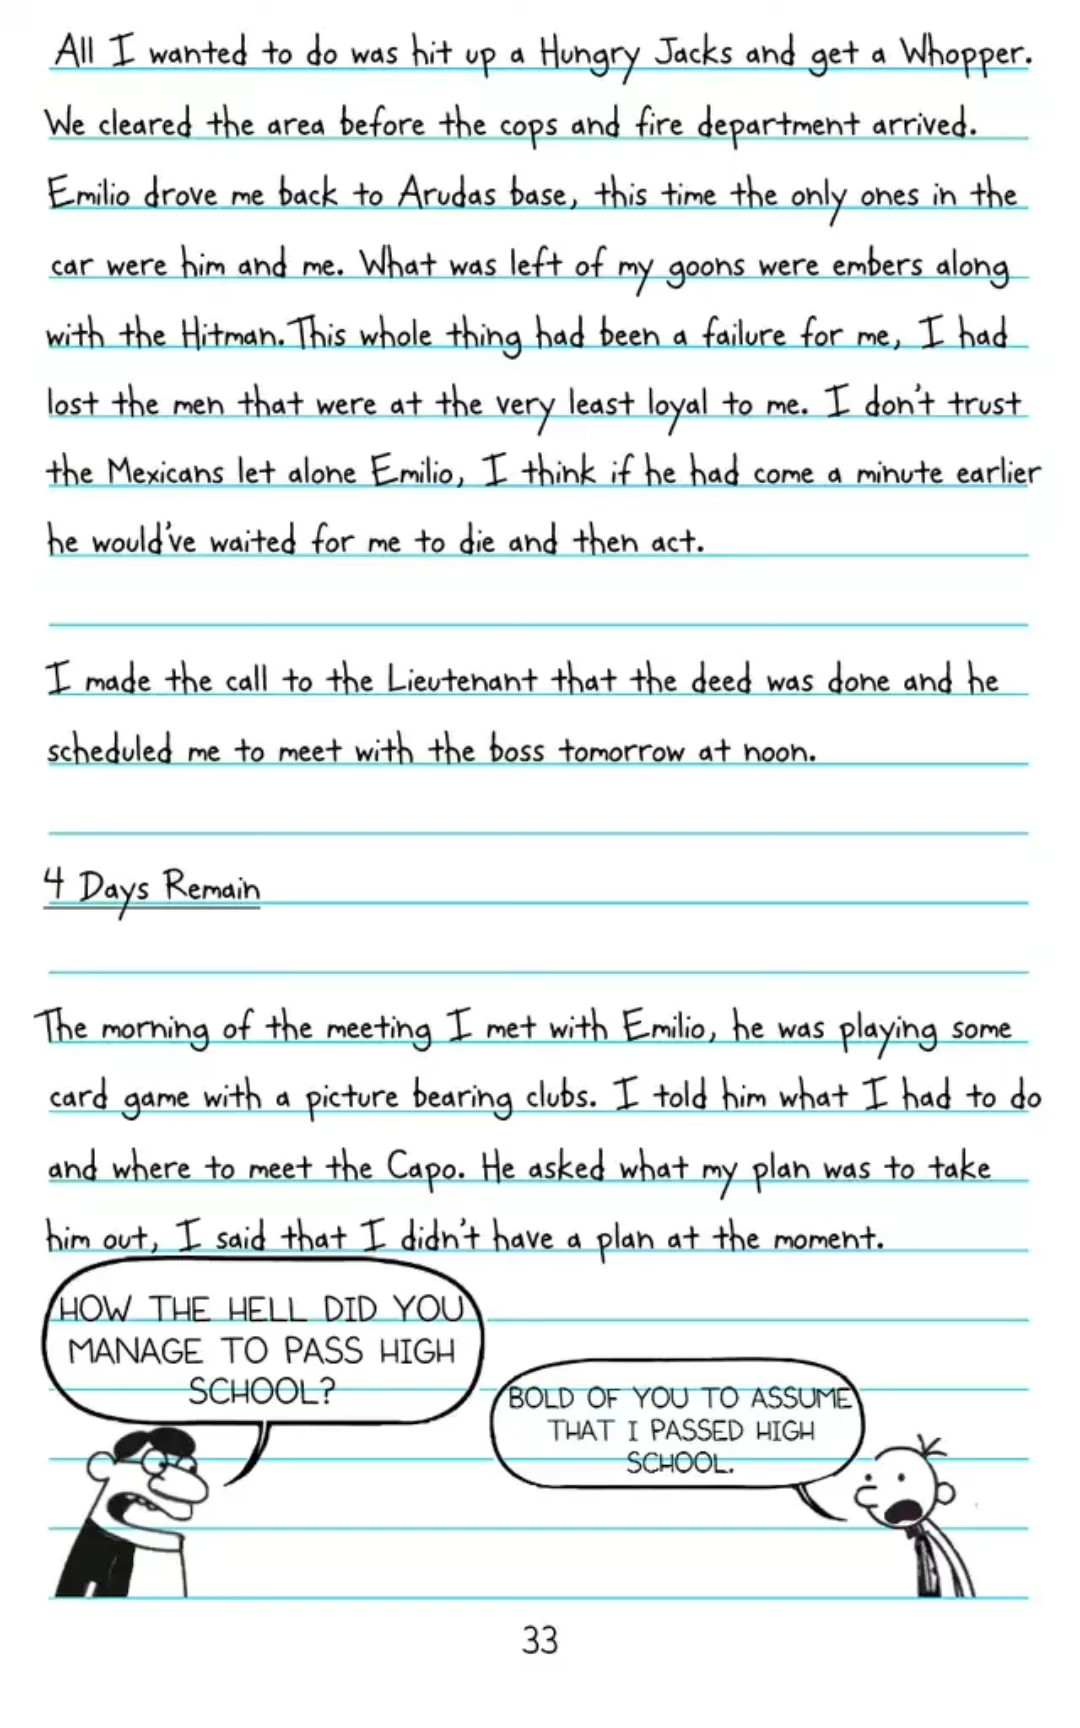 All I wanted to do was hit up a Hungry Jacks and get a Whopper.
We cleared the area before the cops and fire department arrived.
Emilio drove me back to Arudas base, this time the only ones in the
car were him and me. What was left of my goons were embers along
with the Hitman. This whole thing had been a failure for me, I had
lost the men that were at the very least loyal to me. I don't trust
the Mexicans let alone Emilio, I think if he had come a minute earlier
he would've waited for me to die and then act.
I made the call to the Lieutenant that the deed was done and he
scheduled me to meet with the boss tomorrow at noon.
4 Days Remain
The morning of the meeting I met with Emilio, he was playing some
card game with a picture bearing clubs. I told him what I had to do
and where to meet the Capo. He asked what my plan was to take
him out, I said that I didn't have a plan at the moment.
HOW THE HELL DID YOU
MANAGE TO PASS HIGH
SCHOOL?
BOLD OF YOU TO ASSUME
THAT I PASSED HIGH
SCHOOL.
33